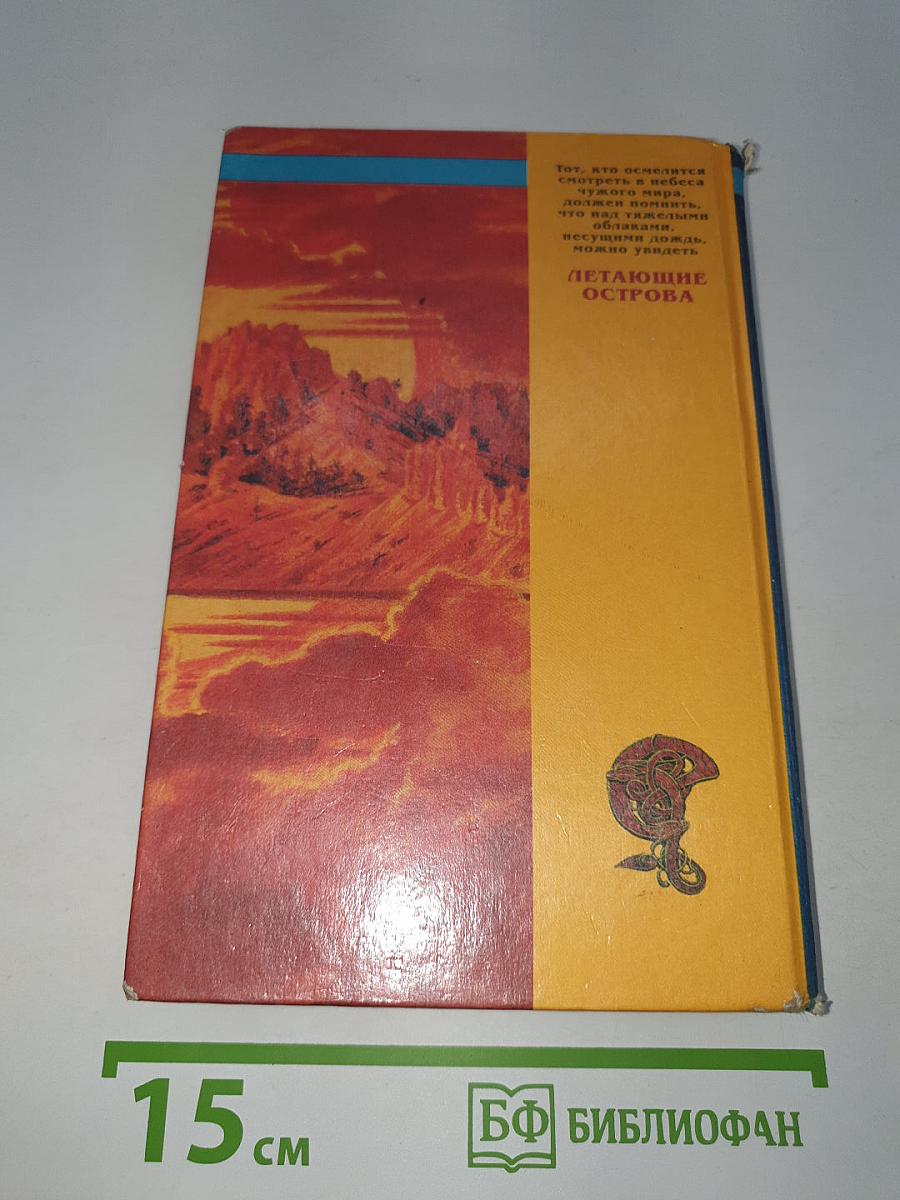 Тот, кто осмелится
смотреть в небеса
чужого мира,
должен помнить,
что над тяжелыми
облаками,
несущими дождь,
можно увидеть
ЛЕТАЮЩИЕ
ОСТРОВА
15 см
БФ БИБЛИОФАН